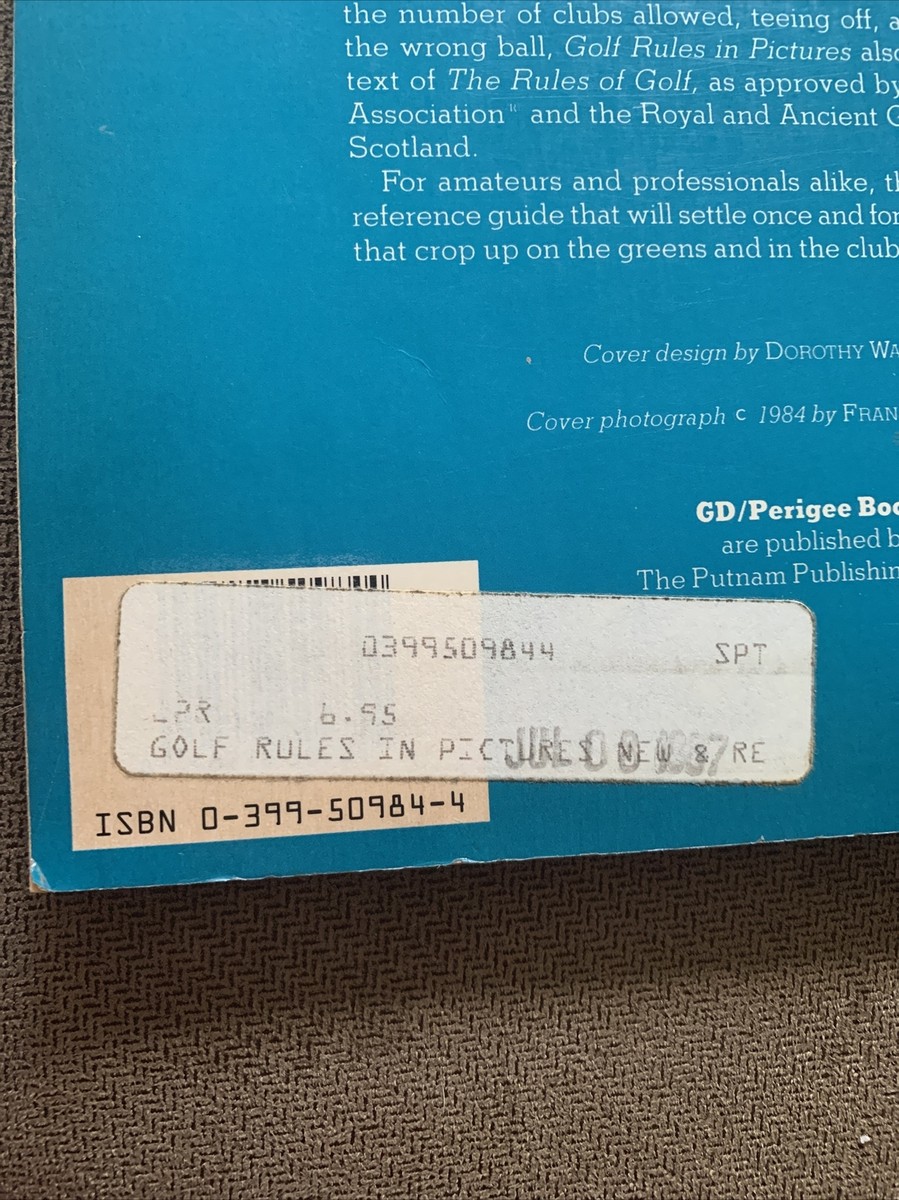 the number of clubs allowed, teeing off, a
the wrong ball, Golf Rules in Pictures also
text of The Rules of Golf, as approved by
Association and the Royal and Ancient G
Scotland.
For amateurs and professionals alike, th
reference guide that will settle once and for
that crop up on the greens and in the club
Cover design by DOROTHY WA
Cover photograph c 1984 by FRAN
GD/Perigee Boo
are published b
The Putnam Publishin
0399509844 SPT
6.95
GOLF RULES IN PICTURES NEW & RE
ISBN 0-399-50984-4